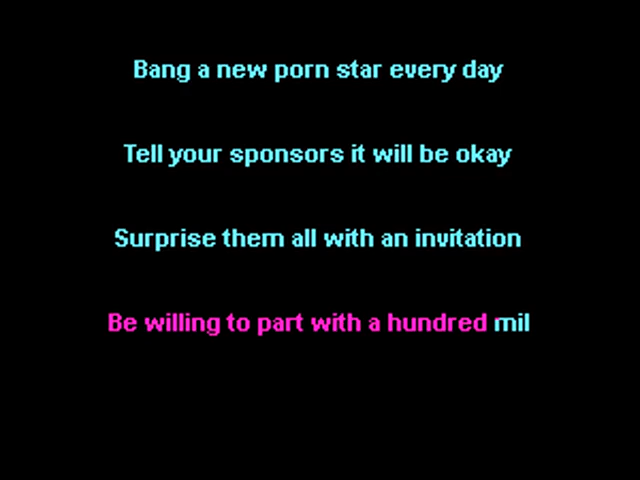 Bang a new porn star every day
Tell your sponsors it will be okay
Surprise them all with an invitation
Be willing to part with a hundred mil